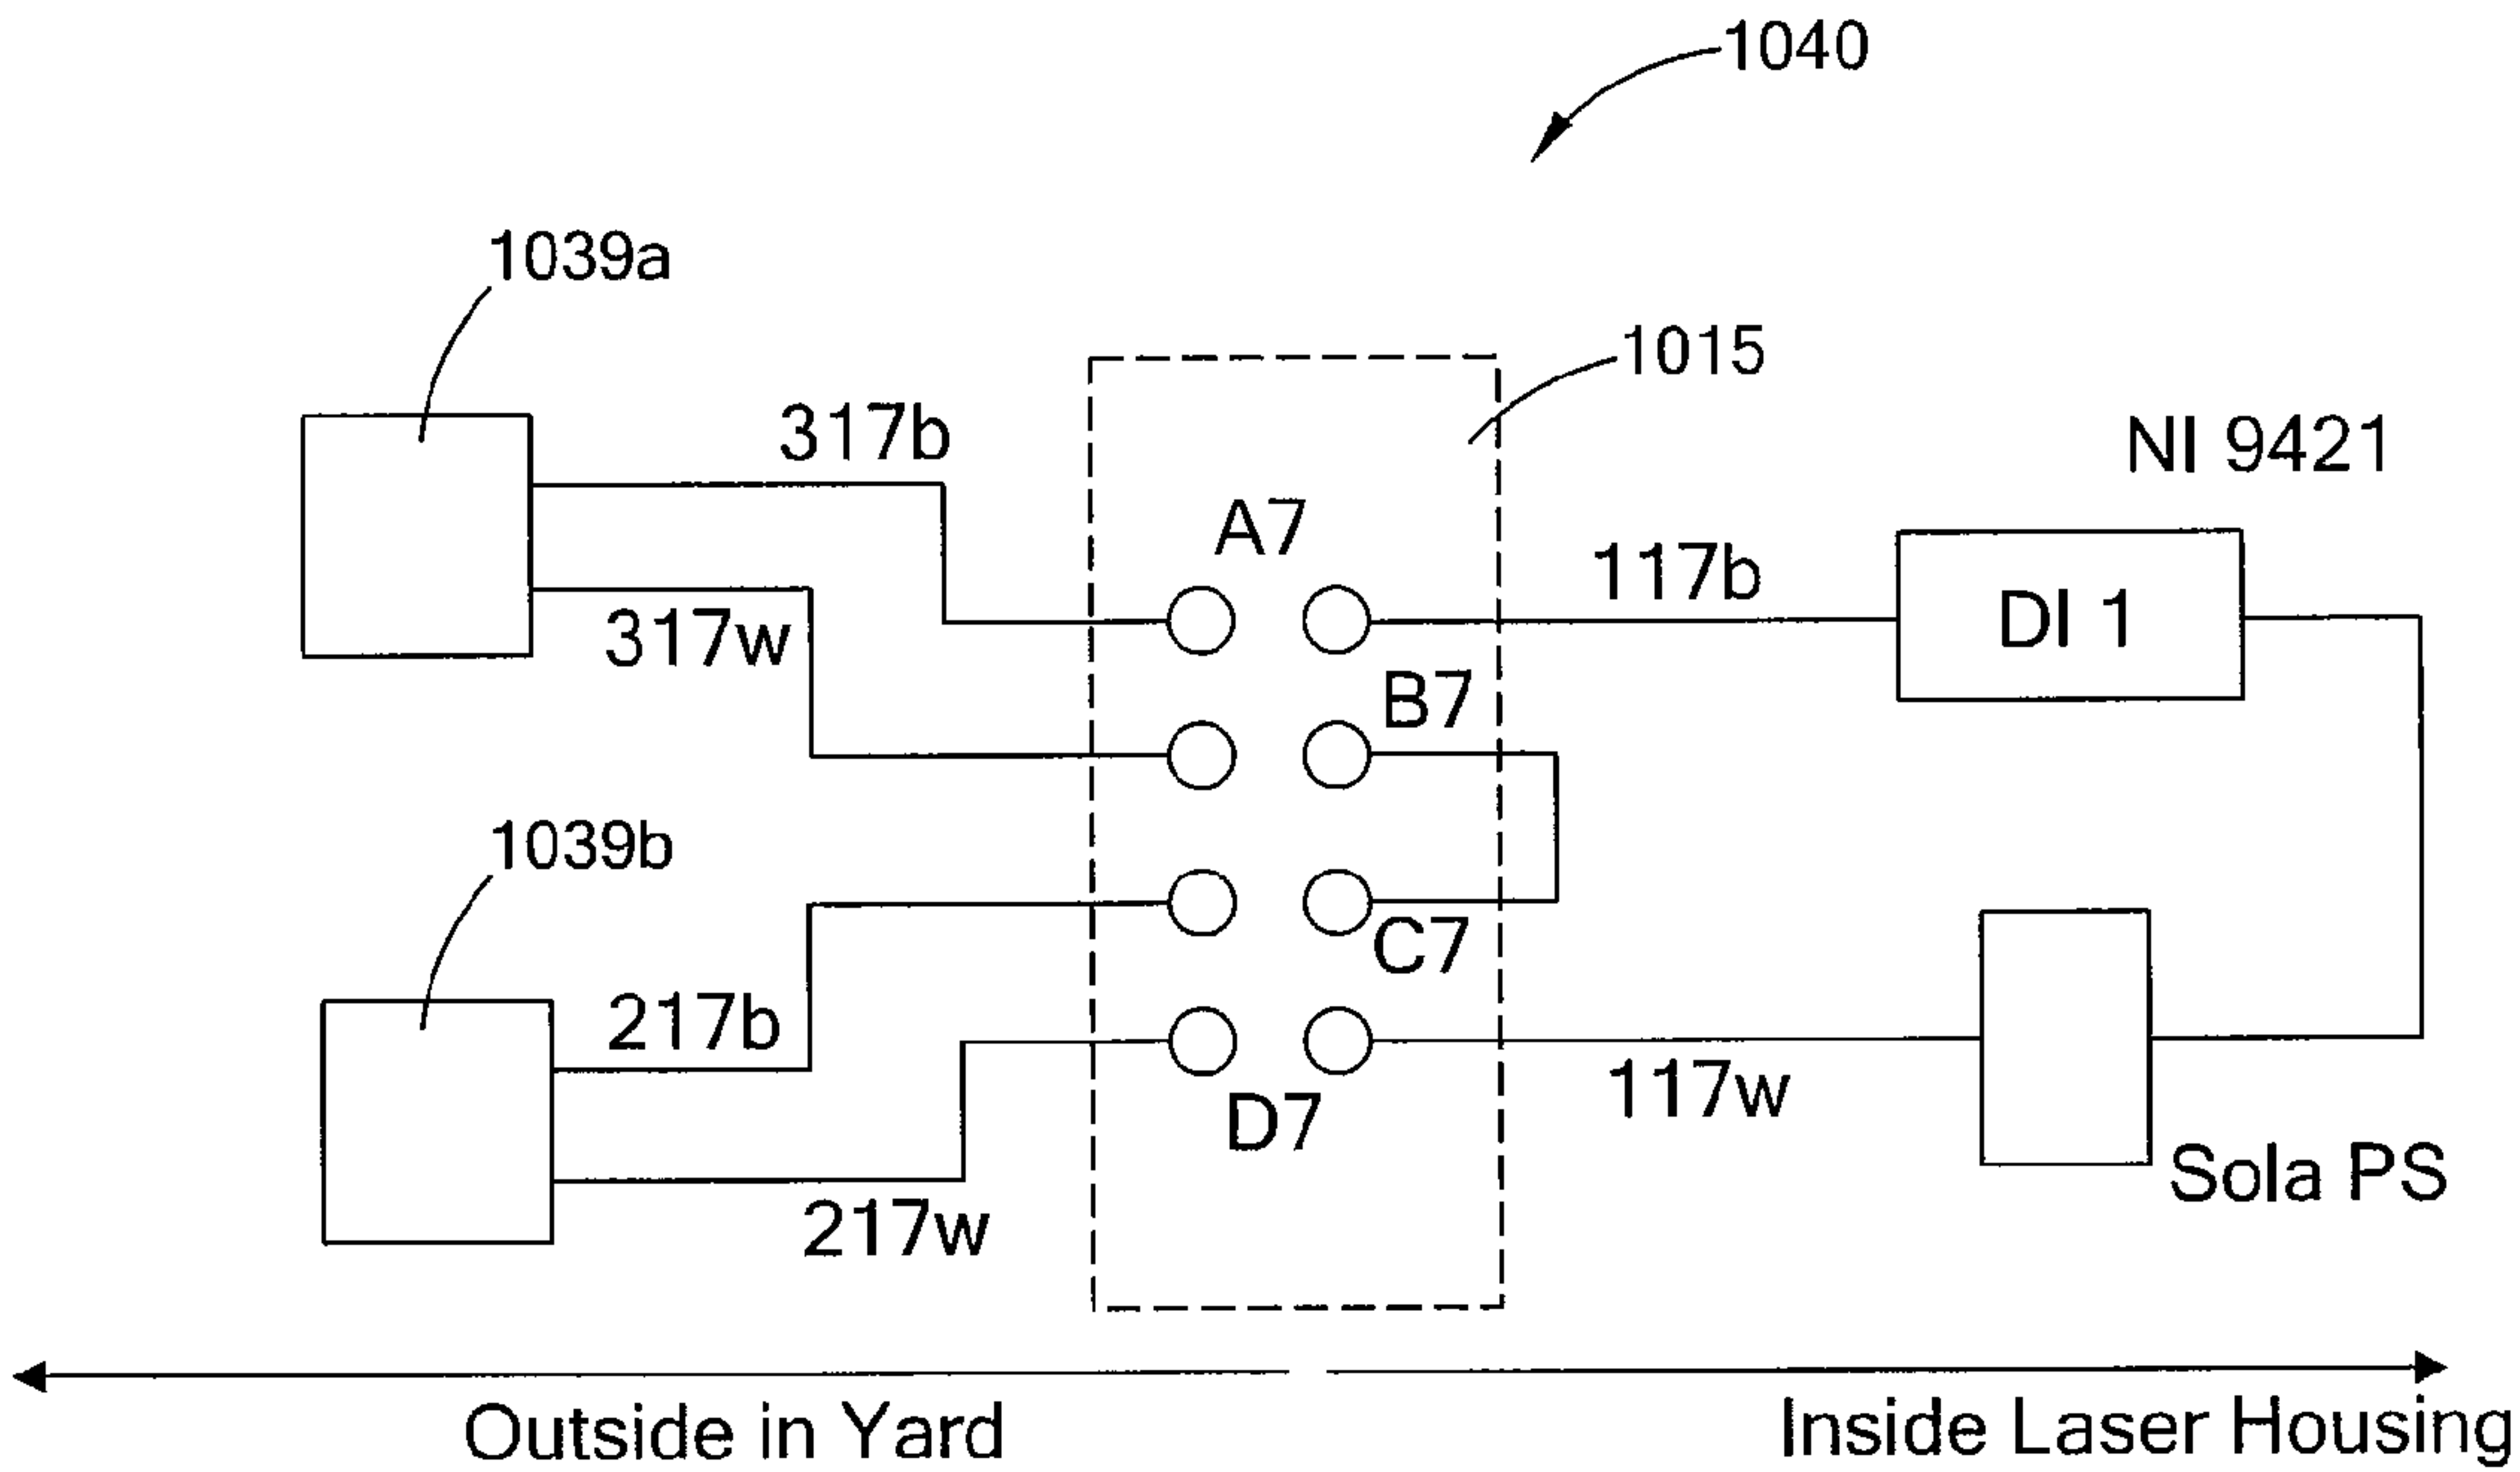 1040
1039a
1015
317b
NI 9421
A7
117b
DI 1
317w
B7
1039b
C7
217b
117w
D7
Sola PS
217w
Outside in Yard
Inside Laser Housing